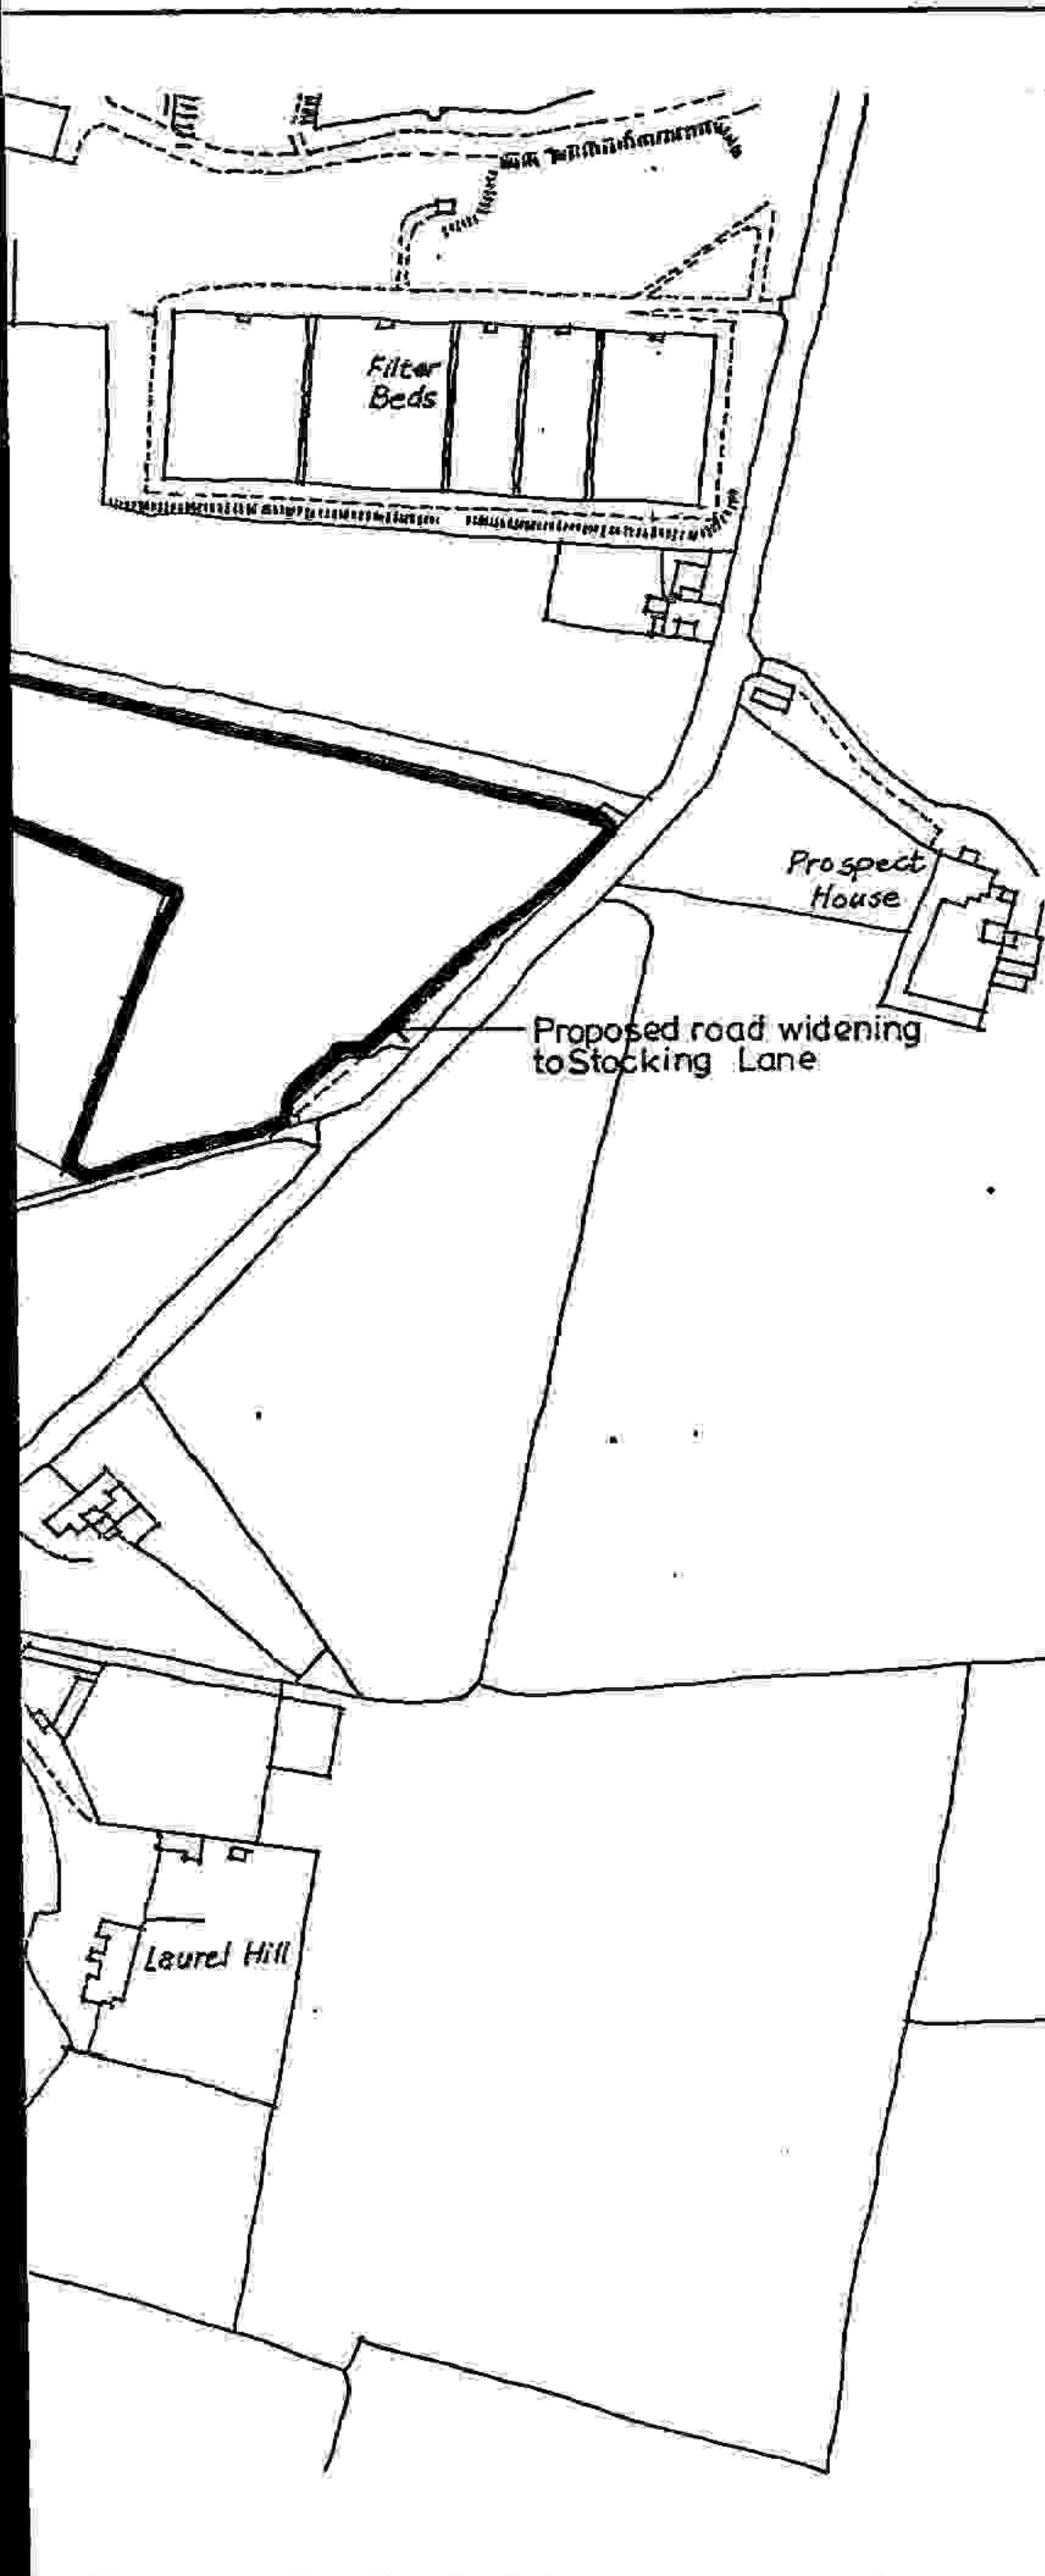 Filter
Beds
Prospect
House
Proposed road widening
to Stocking Lane
Laurel Hill